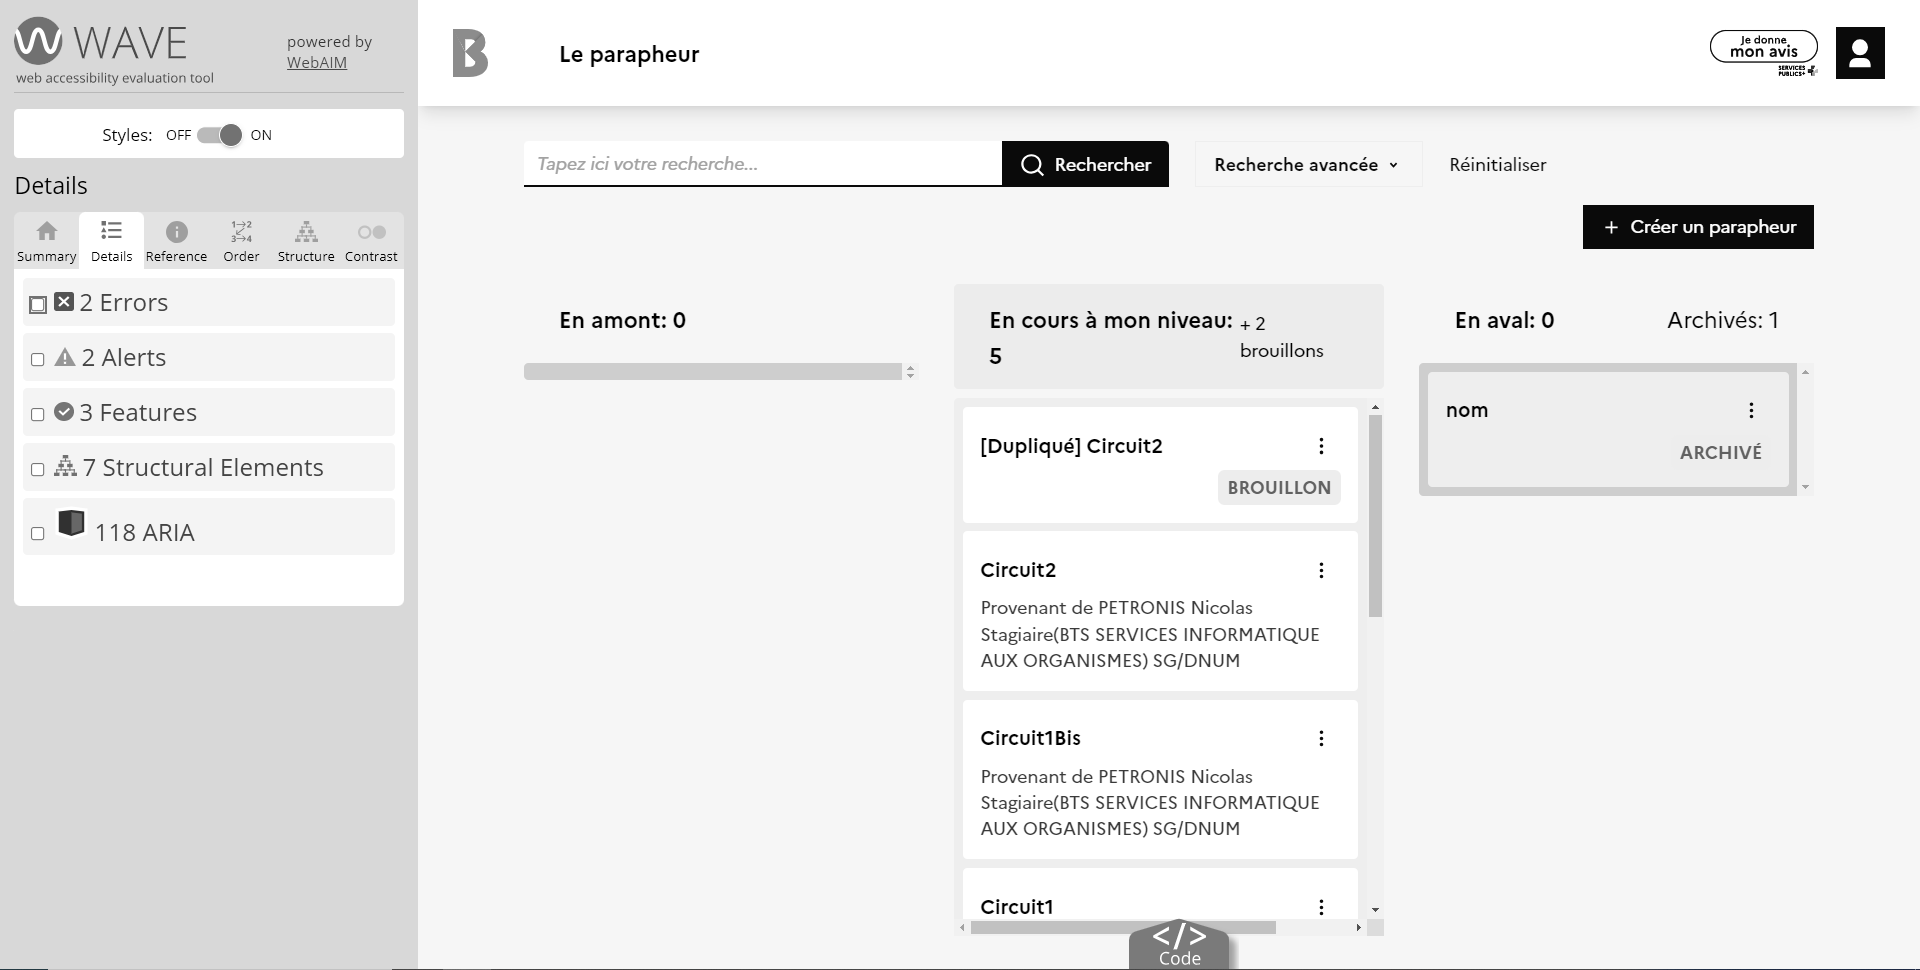 WAVE
web accessibility evaluation tool
powered by
WebAIM
Styles: OFF ON
Details
Summary Details Reference Order Structure Contrast
2 Errors
2 Alerts
3 Features
7 Structural Elements
118 ARIA
B Le parapheur
Je donne
mon avis
SERVICES
PUBLICS+
Tapez ici votre recherche... Rechercher Recherche avancée Réinitialiser
+ Créer un parapheur
En amont: 0
En cours à mon niveau:
5
+ 2
brouillons
[Dupliqué] Circuit2
BROUILLON
Circuit2
Provenant de PETRONIS Nicolas
Stagiaire(BTS SERVICES INFORMATIQUE
AUX ORGANISMES) SG/DNUM
Circuit1Bis
Provenant de PETRONIS Nicolas
Stagiaire(BTS SERVICES INFORMATIQUE
AUX ORGANISMES) SG/DNUM
Circuit1
En aval: 0 Archivés: 1
nom
ARCHIVÉ
</>
Code